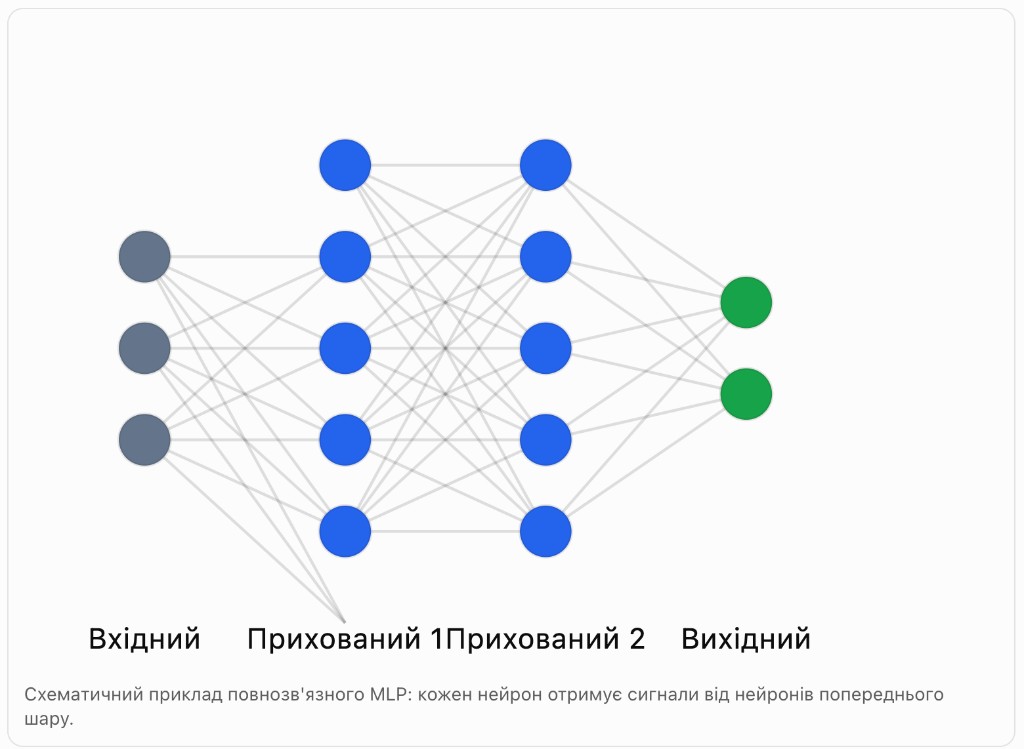 Вхідний Прихований 1Прихований 2 Вихідний
Схематичний приклад повнозв'язного MLP: кожен нейрон отримує сигнали від нейронів попереднього
шару.